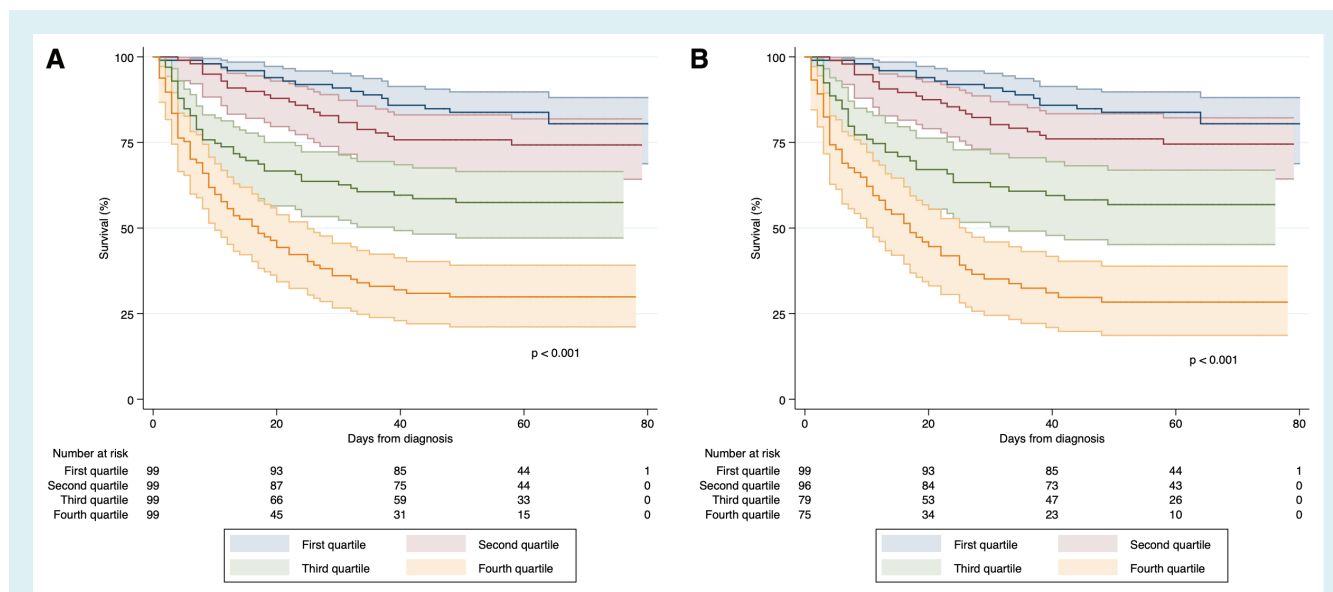 A
100
75
50
25
0
Survival (%)
p < 0.001
0 20 40 60 80
Days from diagnosis
Number at risk
First quartile 99 93 85 44 1
Second quartile 99 87 75 44 0
Third quartile 99 66 59 33 0
Fourth quartile 99 45 31 15 0
First quartile Second quartile
Third quartile Fourth quartile
B
100
75
50
25
0
Survival (%)
p < 0.001
0 20 40 60 80
Days from diagnosis
Number at risk
First quartile 99 93 85 44 1
Second quartile 96 84 73 43 0
Third quartile 79 53 47 26 0
Fourth quartile 75 34 23 10 0
First quartile Second quartile
Third quartile Fourth quartile